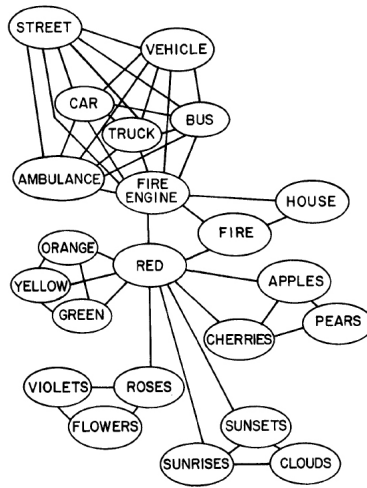 STREET
VEHICLE
CAR
TRUCK
BUS
AMBULANCE
FIRE
ENGINE
HOUSE
FIRE
ORANGE
RED
YELLOW
GREEN
APPLES
PEARS
CHERRIES
VIOLETS
ROSES
FLOWERS
SUNSETS
SUNRISES
CLOUDS